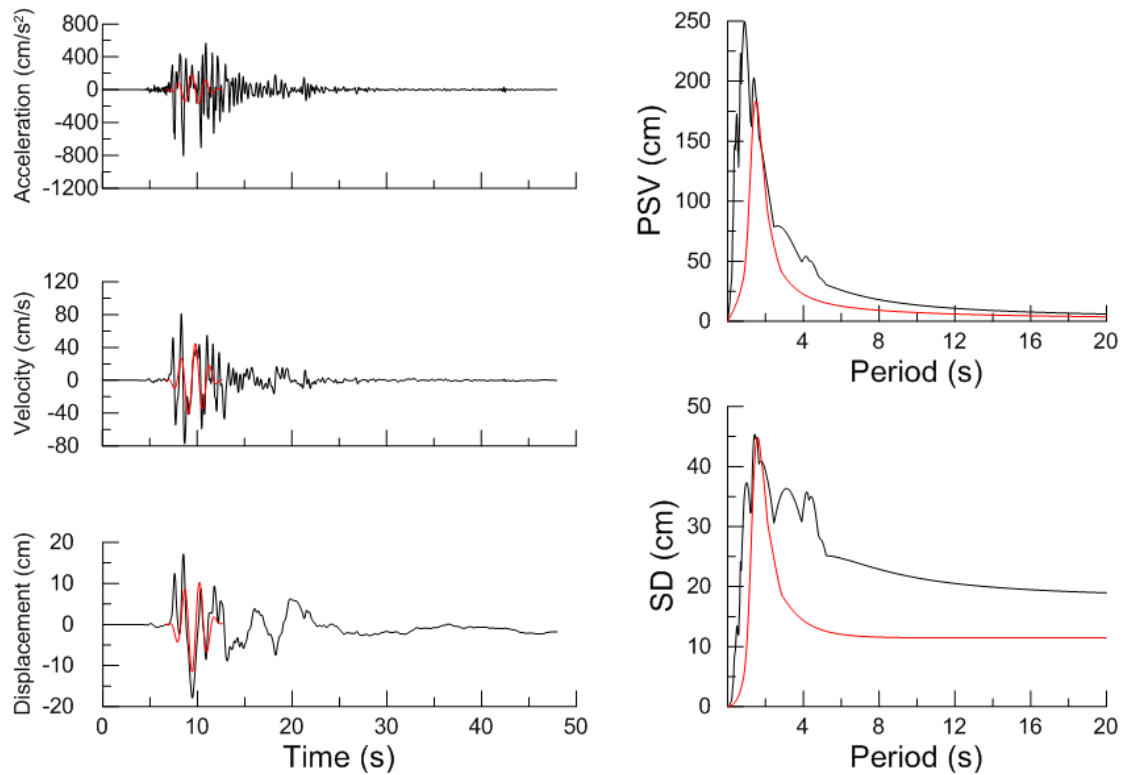 Acceleration (cm/s²)
800
400
0
-400
-800
-1200
Velocity (cm/s)
120
80
40
0
-40
-80
Displacement (cm)
20
10
0
-10
-20
0 10 20 30 40 50
Time (s)
PSV (cm)
250
200
150
100
50
0
4 8 12 16 20
Period (s)
SD (cm)
50
40
30
20
10
0
4 8 12 16 20
Period (s)